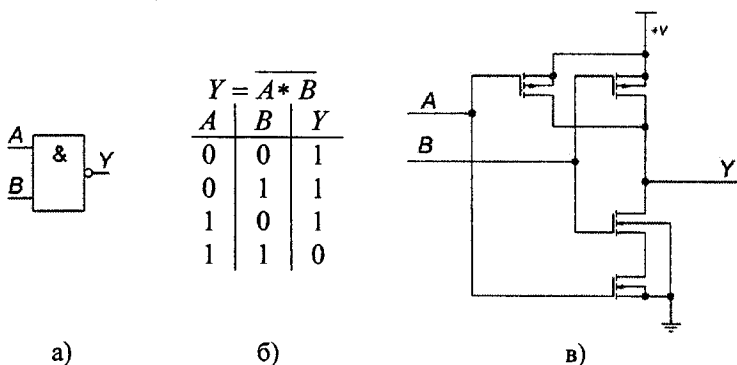 A
B
&
Y
Y = A * B
A B Y
0 0 1
0 1 1
1 0 1
1 1 0
+V
A
B
Y
а) б) в)